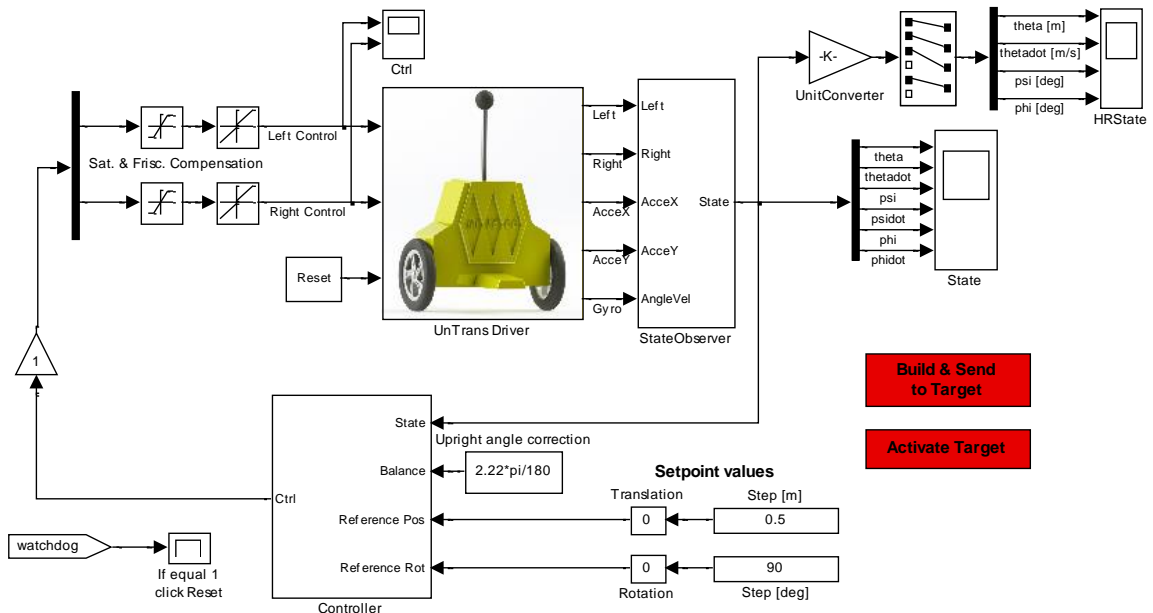 Ctrl
-K-
UnitConverter
theta [m]
thetadot [m/s]
psi [deg]
phi [deg]
HRState
Left Control
Sat. & Frisc. Compensation
Right Control
Reset
UnTrans Driver
Left
Right
AcceX
AcceY
Gyro
Left
Right
AcceX
AcceY
AngleVel
State
StateObserver
theta
thetadot
psi
psidot
phi
phidot
State
1
Build & Send
to Target
Activate Target
State
Balance
Reference Pos
Reference Rot
Ctrl
Controller
Upright angle correction
2.22*pi/180
Setpoint values
Translation
0
Step [m]
0.5
0
Rotation
90
Step [deg]
watchdog
If equal 1
click Reset